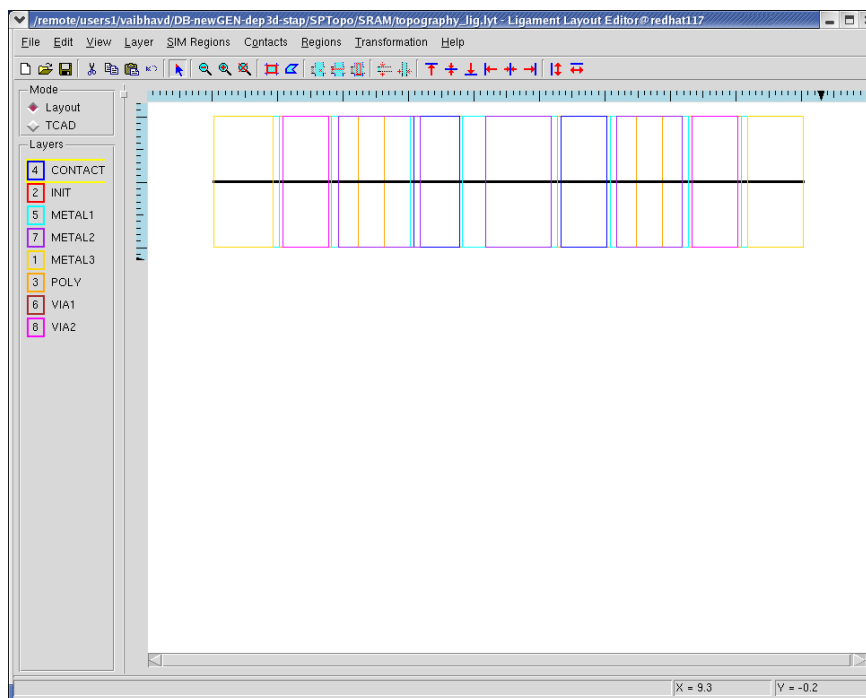 /remote/users1/vaibhavd/DB-newGEN-dep3d-stap/SPTopo/SRAM/topography_lig.lyt - Ligament Layout Editor@redhat117
File Edit View Layer SIM Regions Contacts Regions Transformation Help
Mode
Layout
TCAD
Layers
4 CONTACT
2 INIT
5 METAL1
7 METAL2
1 METAL3
3 POLY
6 VIA1
8 VIA2
X = 9.3 Y = -0.2